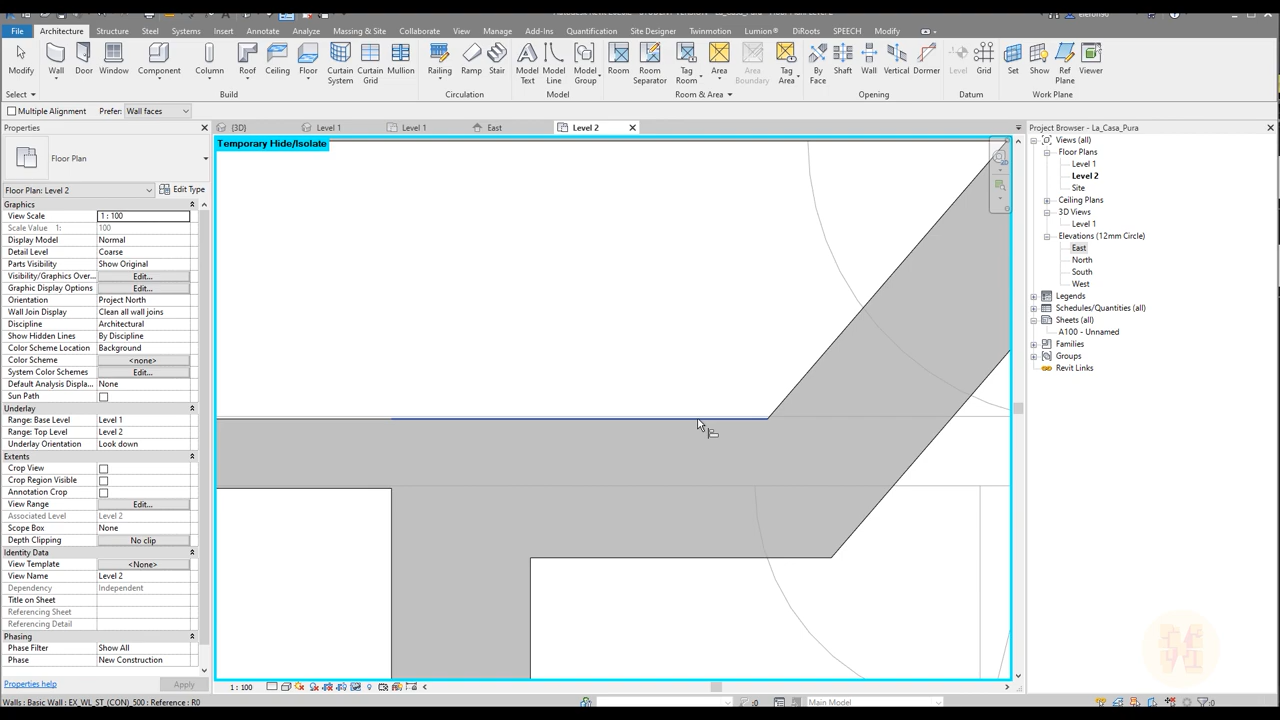 File Architecture Structure Steel Systems Insert Annotate Analyze Massing & Site Collaborate View Manage Add-Ins Quantification Site Designer Twinmotion Lumion® DiRoots SPEECH Modify
Modify Wall Door Window Component Column Roof Ceiling Floor Curtain System Curtain Grid Mullion Railing Ramp Stair Model Text Model Line Model Group Room Room Separator Tag Room Area Area Boundary Tag Area By Face Shaft Wall Vertical Dormer Level Grid Set Show Ref Plane Viewer
Select Build Circulation Model Room & Area Opening Datum Work Plane
Multiple Alignment Prefer: Wall faces
Properties
(3D) Level 1 Level 1 East Level 2
Project Browser - La_Casa_Pura
Temporary Hide/Isolate
Floor Plan
Floor Plan: Level 2 Edit Type
Graphics
View Scale 1 : 100
Scale Value 1: 100
Display Model Normal
Detail Level Coarse
Parts Visibility Show Original
Visibility/Graphics Over... Edit...
Graphic Display Options Edit...
Orientation Project North
Wall Join Display Clean all wall joins
Discipline Architectural
Show Hidden Lines By Discipline
Color Scheme Location Background
Color Scheme <none>
System Color Schemes Edit...
Default Analysis Displa... None
Sun Path
Underlay
Range: Base Level Level 1
Range: Top Level Level 2
Underlay Orientation Look down
Extents
Crop View
Crop Region Visible
Annotation Crop
View Range Edit...
Associated Level Level 2
Scope Box None
Depth Clipping No clip
Identity Data
View Template <None>
View Name Level 2
Dependency Independent
Title on Sheet
Referencing Sheet
Referencing Detail
Phasing
Phase Filter Show All
Phase New Construction
Properties help Apply
Views (all)
Floor Plans
Level 1
Level 2
Site
Ceiling Plans
3D Views
Level 1
Elevations (12mm Circle)
East
North
South
West
Legends
Schedules/Quantities (all)
Sheets (all)
A100 - Unnamed
Families
Groups
Revit Links
1 : 100
Walls : Basic Wall : EX_WL_ST_(CON)_500 : Reference : R0
:0 Main Model :0